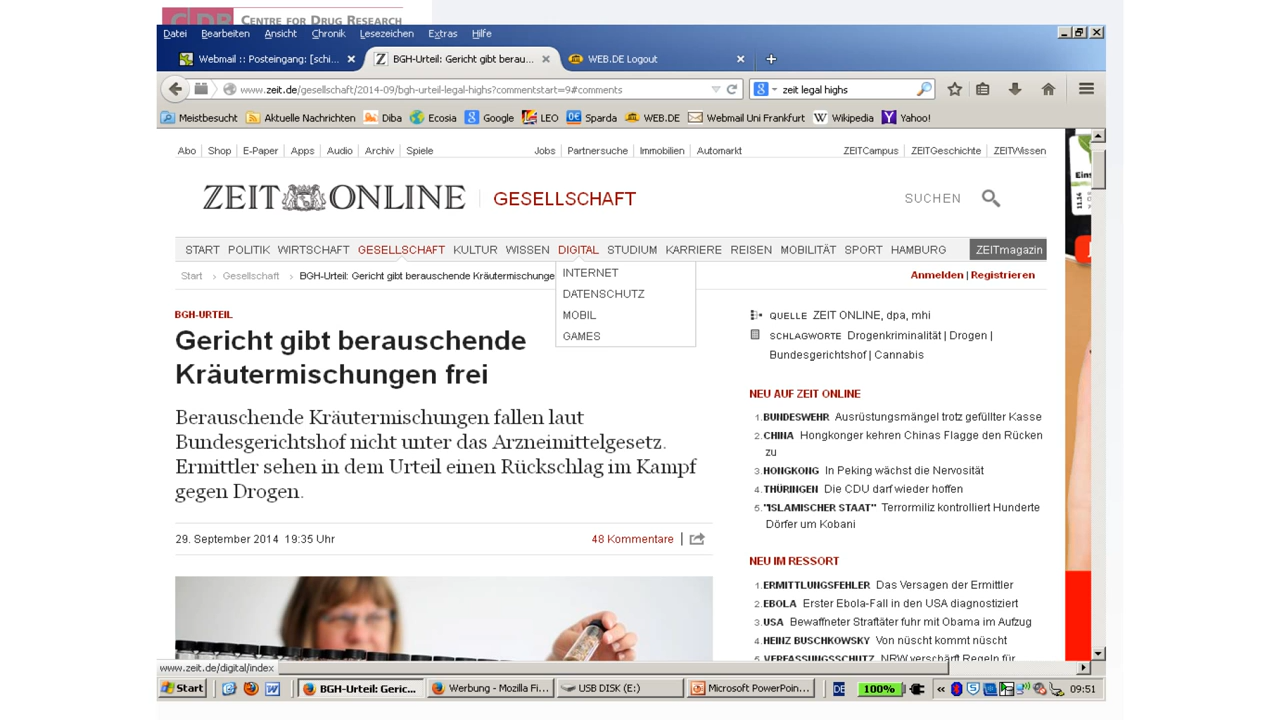 CDR CENTRE FOR DRUG RESEARCH
Datei Bearbeiten Ansicht Chronik Lesezeichen Extras Hilfe
Webmail :: Posteingang: [schi... × BGH-Urteil: Gericht gibt berau... × WEB.DE Logout × +
www.zeit.de/gesellschaft/2014-09/bgh-urteil-legal-highs?commentstart=9#comments zeit legal highs
Meistbesucht Aktuelle Nachrichten Diba Ecosia Google LEO Sparda WEB.DE Webmail Uni Frankfurt Wikipedia Yahoo!
Abo Shop E-Paper Apps Audio Archiv Spiele Jobs Partnersuche Immobilien Automarkt ZEITCampus ZEITGeschichte ZEITWissen
ZEIT ONLINE GESELLSCHAFT SUCHEN
START POLITIK WIRTSCHAFT GESELLSCHAFT KULTUR WISSEN DIGITAL STUDIUM KARRIERE REISEN MOBILITÄT SPORT HAMBURG ZEITmagazin
Start › Gesellschaft › BGH-Urteil: Gericht gibt berauschende Kräutermischunge Anmelden | Registrieren
INTERNET
DATENSCHUTZ
MOBIL
GAMES
BGH-URTEIL
Gericht gibt berauschende
Kräutermischungen frei
Berauschende Kräutermischungen fallen laut
Bundesgerichtshof nicht unter das Arzneimittelgesetz.
Ermittler sehen in dem Urteil einen Rückschlag im Kampf
gegen Drogen.
29. September 2014 19:35 Uhr 48 Kommentare
QUELLE ZEIT ONLINE, dpa, mhi
SCHLAGWORTE Drogenkriminalität | Drogen |
Bundesgerichtshof | Cannabis
NEU AUF ZEIT ONLINE
1. BUNDESWEHR Ausrüstungsmängel trotz gefüllter Kasse
2. CHINA Hongkonger kehren Chinas Flagge den Rücken
zu
3. HONGKONG In Peking wächst die Nervosität
4. THÜRINGEN Die CDU darf wieder hoffen
5. "ISLAMISCHER STAAT" Terrormiliz kontrolliert Hunderte
Dörfer um Kobani
NEU IM RESSORT
1. ERMITTLUNGSFEHLER Das Versagen der Ermittler
2. EBOLA Erster Ebola-Fall in den USA diagnostiziert
3. USA Bewaffneter Straftäter fuhr mit Obama im Aufzug
4. HEINZ BUSCHKOWSKY Von nüscht kommt nüscht
5. VERFASSUNGSSCHUTZ NRW verschärft Regeln für
www.zeit.de/digital/index
Start BGH-Urteil: Geric... Werbung - Mozilla Fi... USB DISK (E:) Microsoft PowerPoin... DE 100% « 09:51